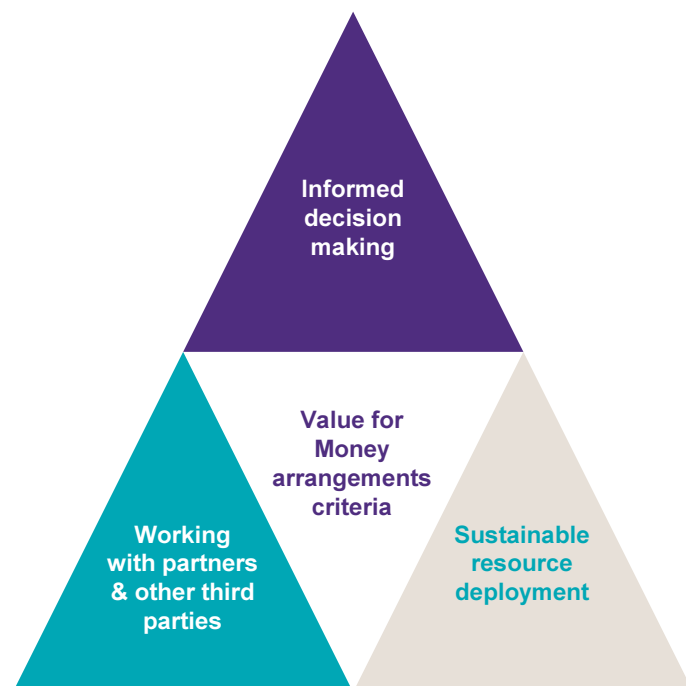 Informed
decision
making
Value for
Money
arrangements
criteria
Working
with partners
& other third
parties
Sustainable
resource
deployment